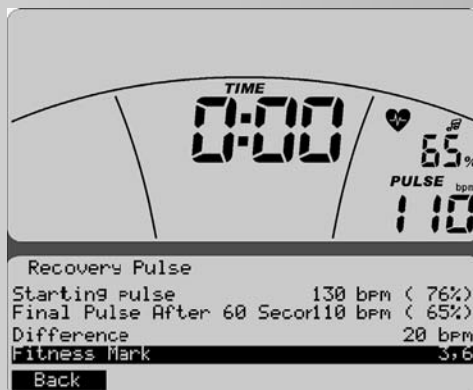 TIME
0:00
65%
PULSE bpm
110
Recovery Pulse
Starting pulse 130 bpm ( 76%)
Final Pulse After 60 Secor110 bpm ( 65%)
Difference 20 bpm
Fitness Mark 3,6
Back